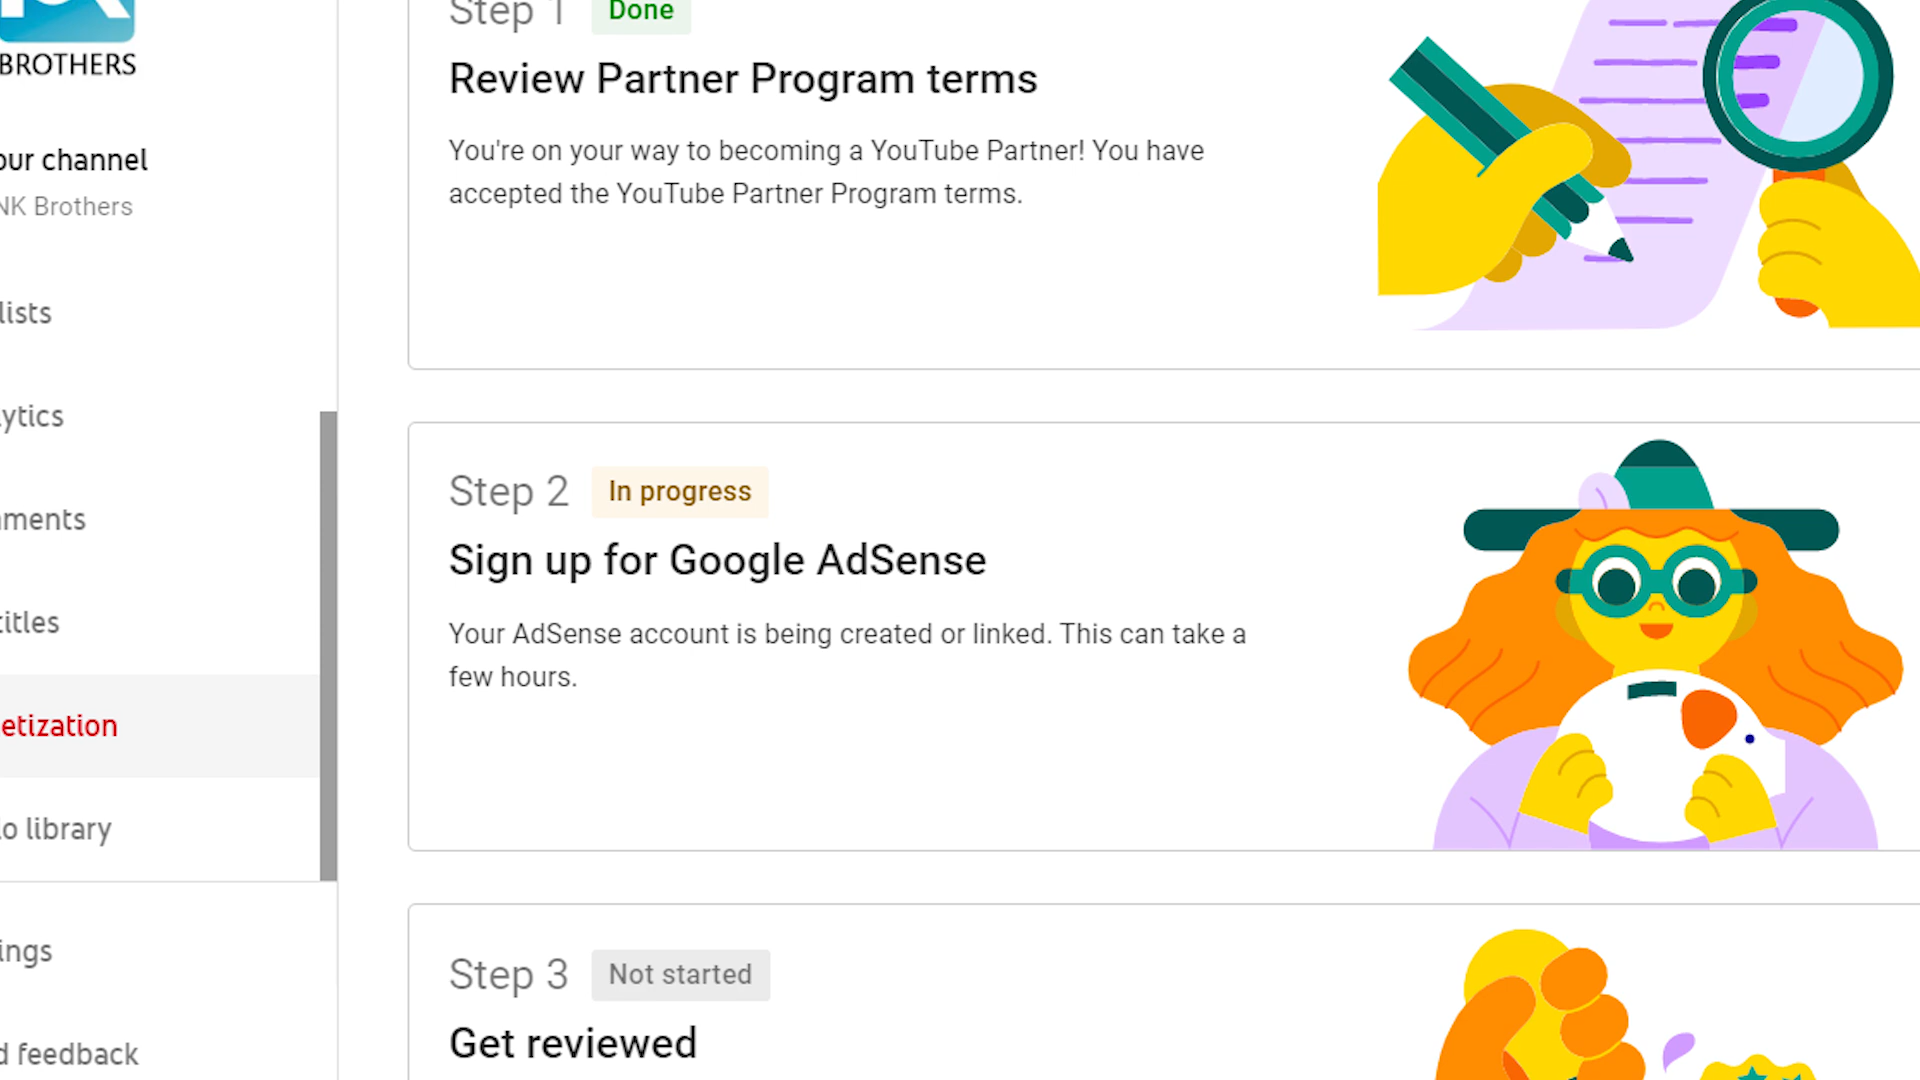 BROTHERS
our channel
NK Brothers
lists
ytics
ments
titles
etization
o library
ings
d feedback
Step 1
Done
Review Partner Program terms
You're on your way to becoming a YouTube Partner! You have
accepted the YouTube Partner Program terms.
Step 2
In progress
Sign up for Google AdSense
Your AdSense account is being created or linked. This can take a
few hours.
Step 3
Not started
Get reviewed